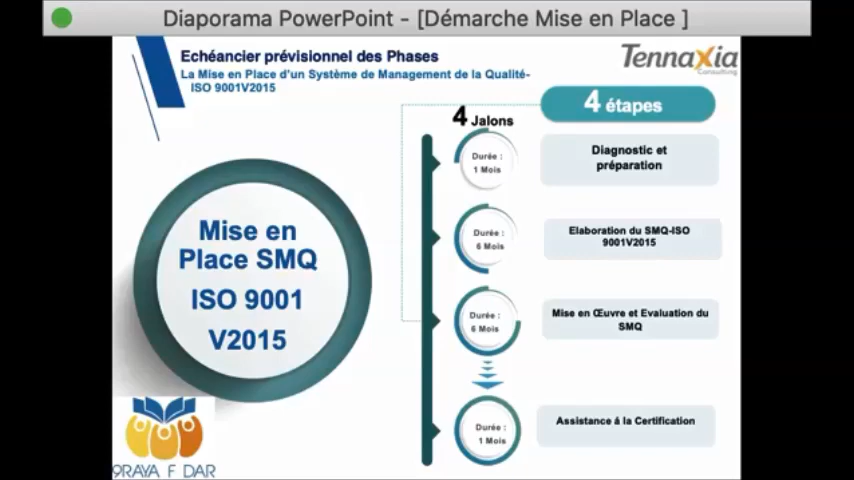 Diaporama PowerPoint - [Démarche Mise en Place ]
Echéancier prévisionnel des Phases
La Mise en Place d'un Système de Management de la Qualité-
ISO 9001V2015
Tennaxia
Consulting
4 étapes
4 Jalons
Durée :
1 Mois
Diagnostic et
préparation
Durée :
6 Mois
Elaboration du SMQ-ISO
9001V2015
Durée :
6 Mois
Mise en Œuvre et Evaluation du
SMQ
Durée :
1 Mois
Assistance á la Certification
Mise en
Place SMQ
ISO 9001
V2015
9RAYA F DAR